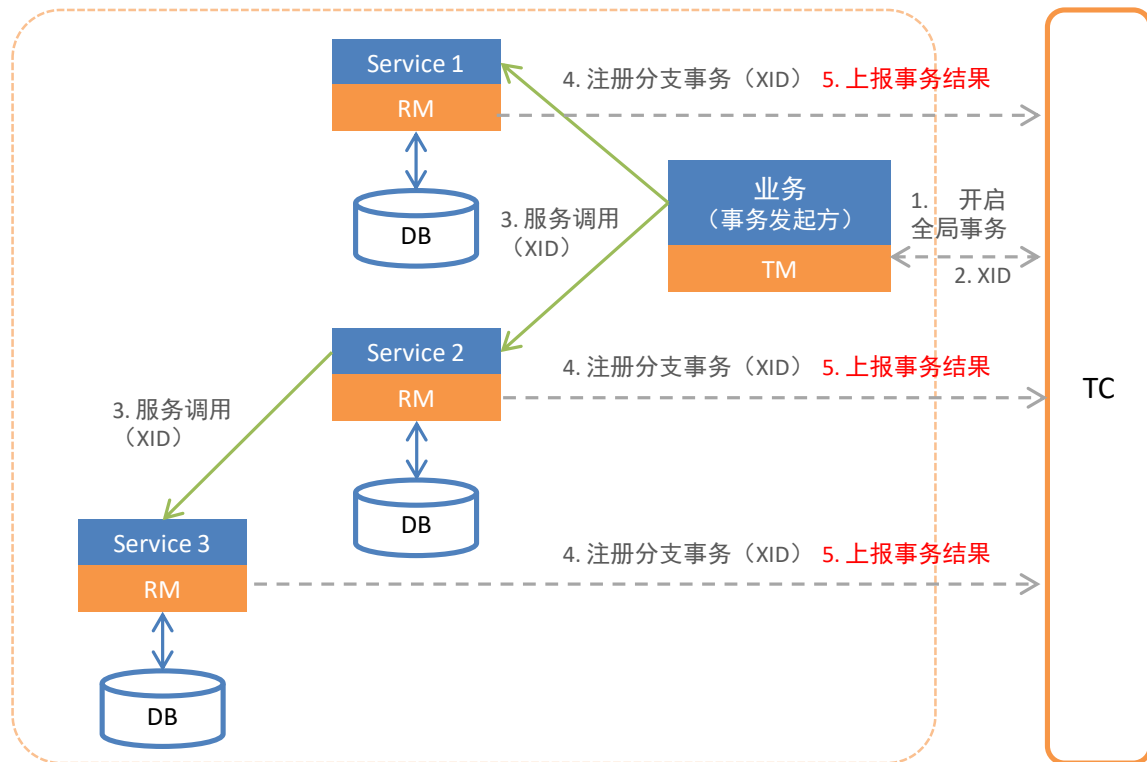 Service 1
RM
DB
4. 注册分支事务（XID） 5. 上报事务结果
业务
（事务发起方）
TM
1. 开启
全局事务
2. XID
3. 服务调用
（XID）
Service 2
RM
DB
4. 注册分支事务（XID） 5. 上报事务结果
TC
3. 服务调用
（XID）
Service 3
RM
DB
4. 注册分支事务（XID） 5. 上报事务结果